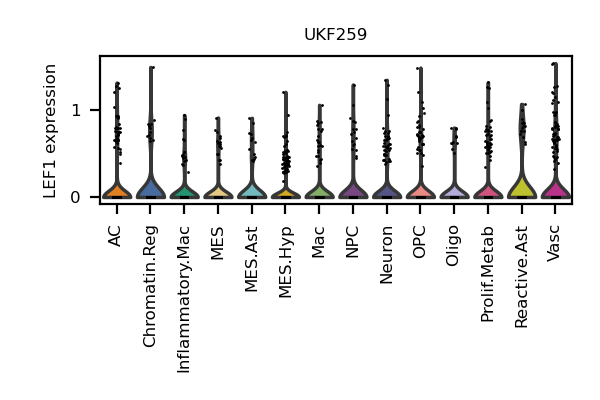 UKF259
LEF1 expression
1
0
AC
Chromatin.Reg
Inflammatory.Mac
MES
MES.Ast
MES.Hyp
Mac
NPC
Neuron
OPC
Oligo
Prolif.Metab
Reactive.Ast
Vasc